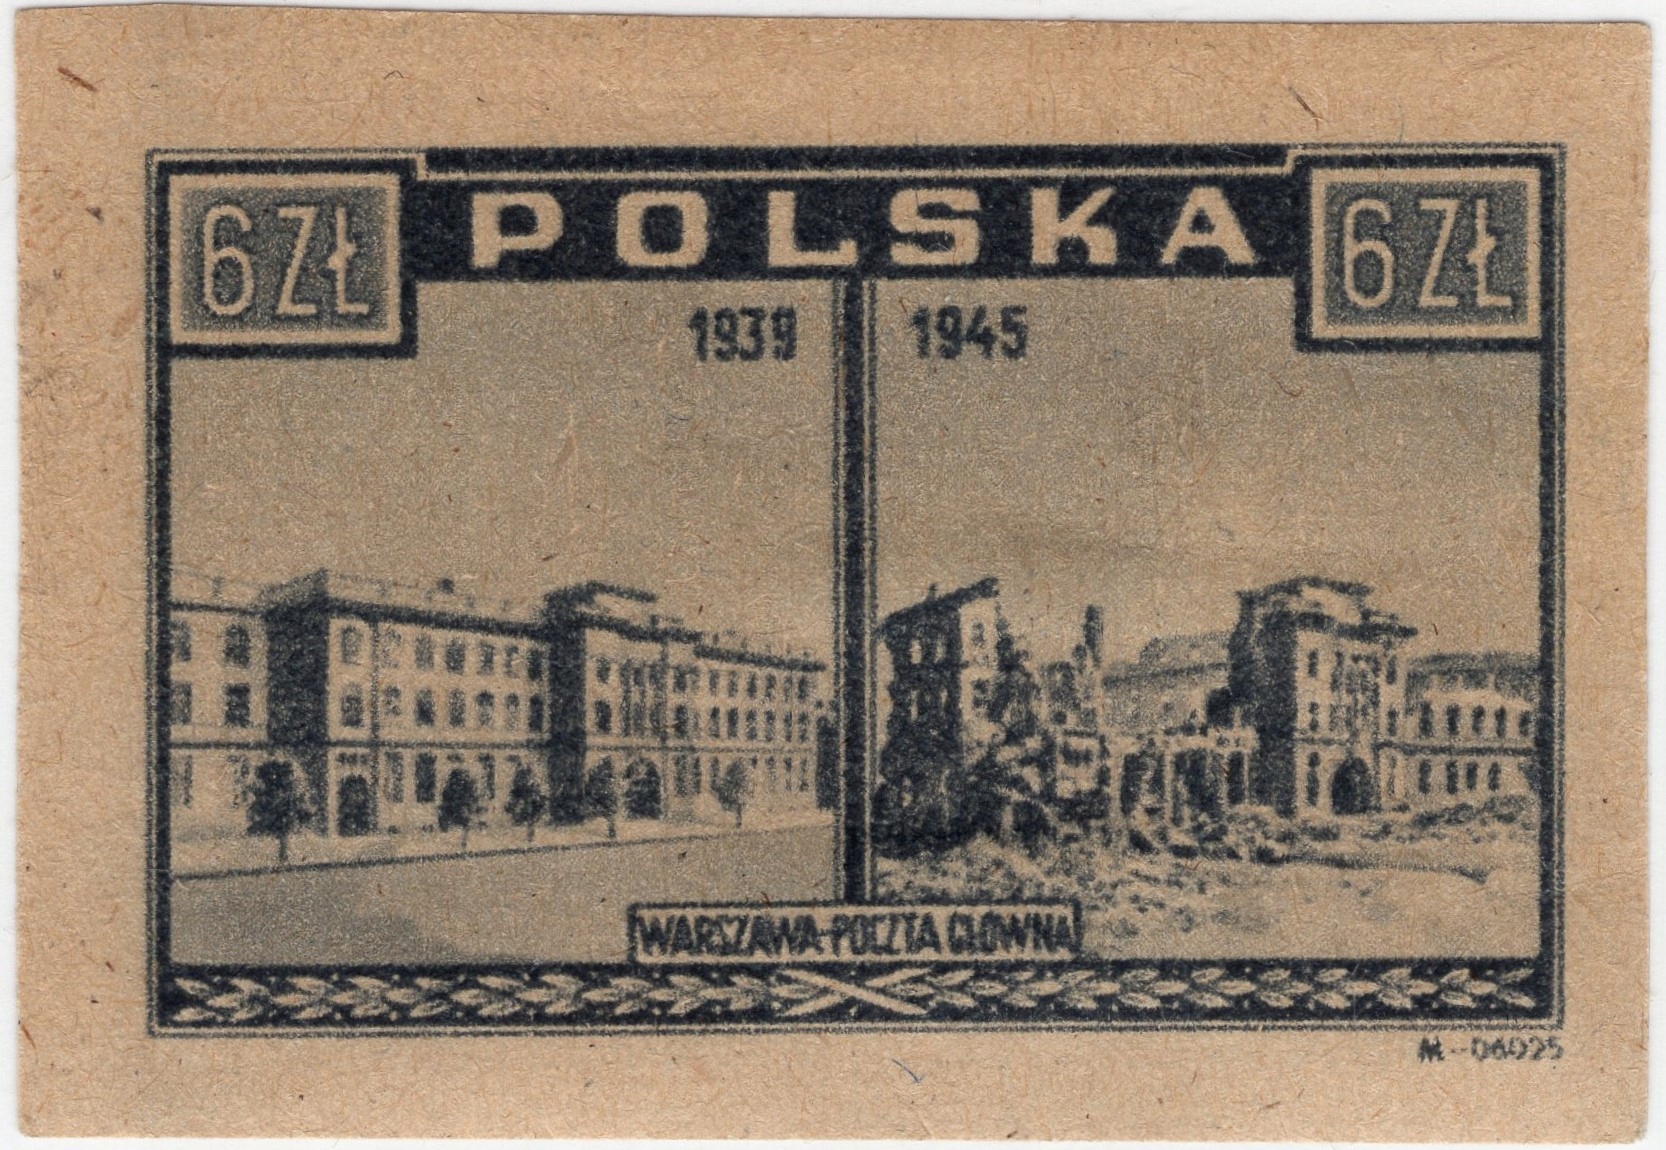 6 ZŁ POLSKA 6 ZŁ
1939 1945
WARSZAWA-POCZTA GŁÓWNA
M-06025